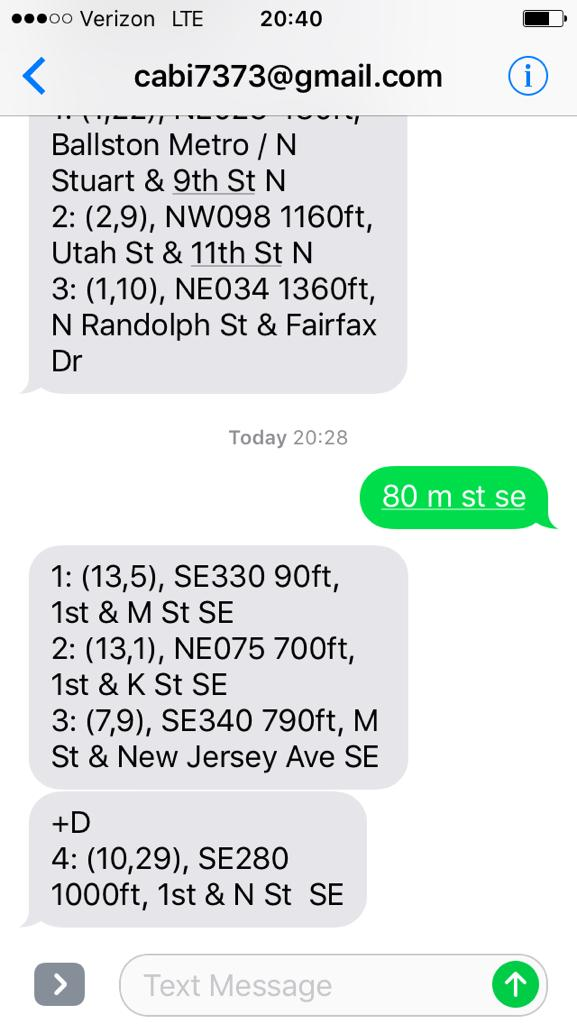 Verizon LTE 20:40
cabi7373@gmail.com
Ballston Metro / N
Stuart & 9th St N
2: (2,9), NW098 1160ft,
Utah St & 11th St N
3: (1,10), NE034 1360ft,
N Randolph St & Fairfax
Dr
Today 20:28
80 m st se
1: (13,5), SE330 90ft,
1st & M St SE
2: (13,1), NE075 700ft,
1st & K St SE
3: (7,9), SE340 790ft, M
St & New Jersey Ave SE
+D
4: (10,29), SE280
1000ft, 1st & N St  SE
Text Message